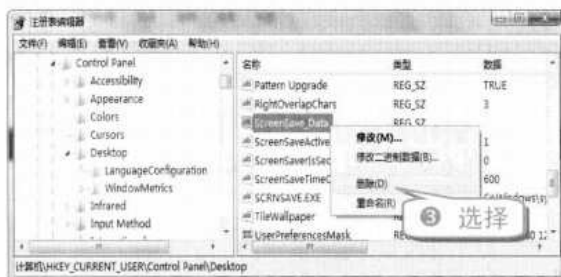 注册表编辑器
文件(F) 编辑(E) 查看(V) 收藏夹(A) 帮助(H)
Control Panel
Accessibility
Appearance
Colors
Cursors
Desktop
LanguageConfiguration
WindowMetrics
Infrared
Input Method
名称 类型 数据
Pattern Upgrade REG_SZ TRUE
RightOverlapChars REG_SZ 3
ScreenSave_Data REG_SZ
ScreenSaveActive 1
ScreenSaverIsSec 0
ScreenSaveTimeO 600
SCRNSAVE.EXE
TileWallpaper
UserPreferencesMask
修改(M)...
修改二进制数据(B)...
删除(D)
重命名(R)
3 选择
计算机\HKEY_CURRENT_USER\Control Panel\Desktop